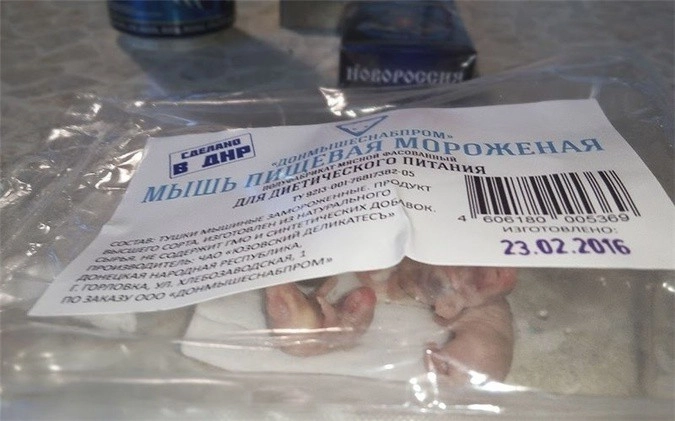 НОВОРОССИЯ
СДЕЛАНО
В ДНР
"ДОНМЫШЕСНАБПРОМ"
МЫШЬ ПИЩЕВАЯ МОРОЖЕНАЯ
ПОЛУФАБРИКАТ МЯСНОЙ ФАСОВАННЫЙ
ДЛЯ ДИЕТИЧЕСКОГО ПИТАНИЯ
ТУ 9213-001-76817382-05
СОСТАВ: ТУШКИ МЫШИНЫЕ ЗАМОРОЖЕННЫЕ. ПРОДУКТ
ВЫСШЕГО СОРТА, ИЗГОТОВЛЕН ИЗ НАТУРАЛЬНОГО
СЫРЬЯ. НЕ СОДЕРЖИТ ГМО И СИНТЕТИЧЕСКИХ ДОБАВОК.
ПРОИЗВОДИТЕЛЬ: ЧАО «ЮЗОВСКИЙ ДЕЛИКАТЕСЪ»
ДОНЕЦКАЯ НАРОДНАЯ РЕСПУБЛИКА,
Г. ГОРЛОВКА, УЛ. ХЛЕБОЗАВОДСКАЯ, 1
ПО ЗАКАЗУ ООО «ДОНМЫШЕСНАБПРОМ»
4 606180 005369
ИЗГОТОВЛЕНО:
23.02.2016